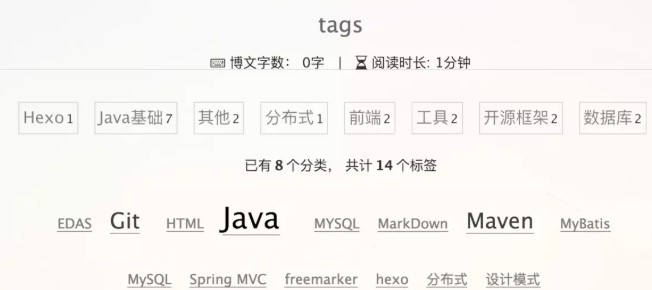 tags
博文字数： 0字 | 阅读时长: 1分钟
Hexo 1 Java基础 7 其他 2 分布式 1 前端 2 工具 2 开源框架 2 数据库 2
已有 8 个分类， 共计 14 个标签
EDAS Git HTML Java MYSQL MarkDown Maven MyBatis
MySQL Spring MVC freemarker hexo 分布式 设计模式